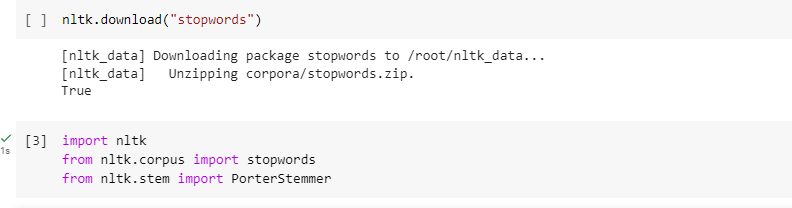 [ ] nltk.download("stopwords")
[nltk_data] Downloading package stopwords to /root/nltk_data...
[nltk_data]   Unzipping corpora/stopwords.zip.
True
[3] import nltk
1s from nltk.corpus import stopwords
from nltk.stem import PorterStemmer